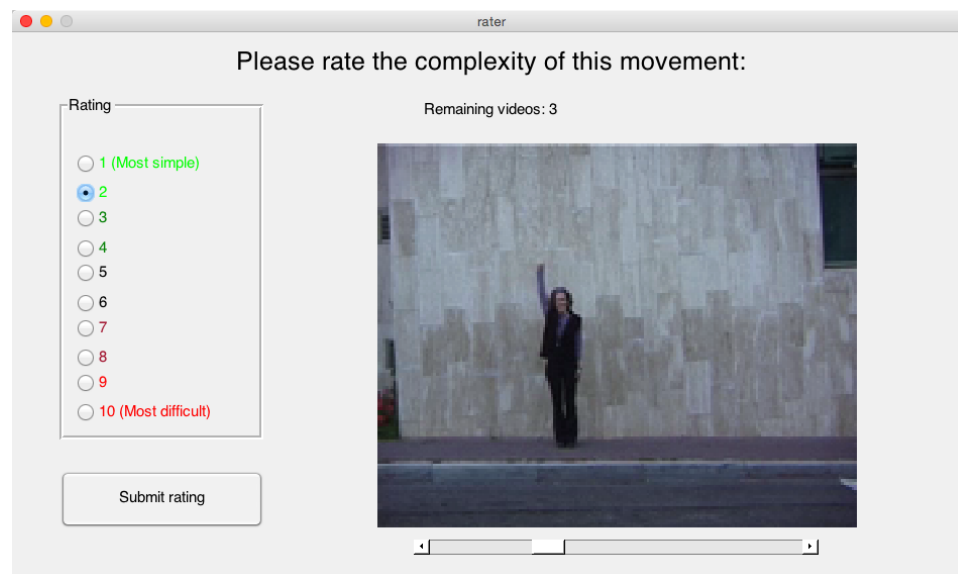 rater
Please rate the complexity of this movement:
Rating
Remaining videos: 3
1 (Most simple)
2
3
4
5
6
7
8
9
10 (Most difficult)
Submit rating